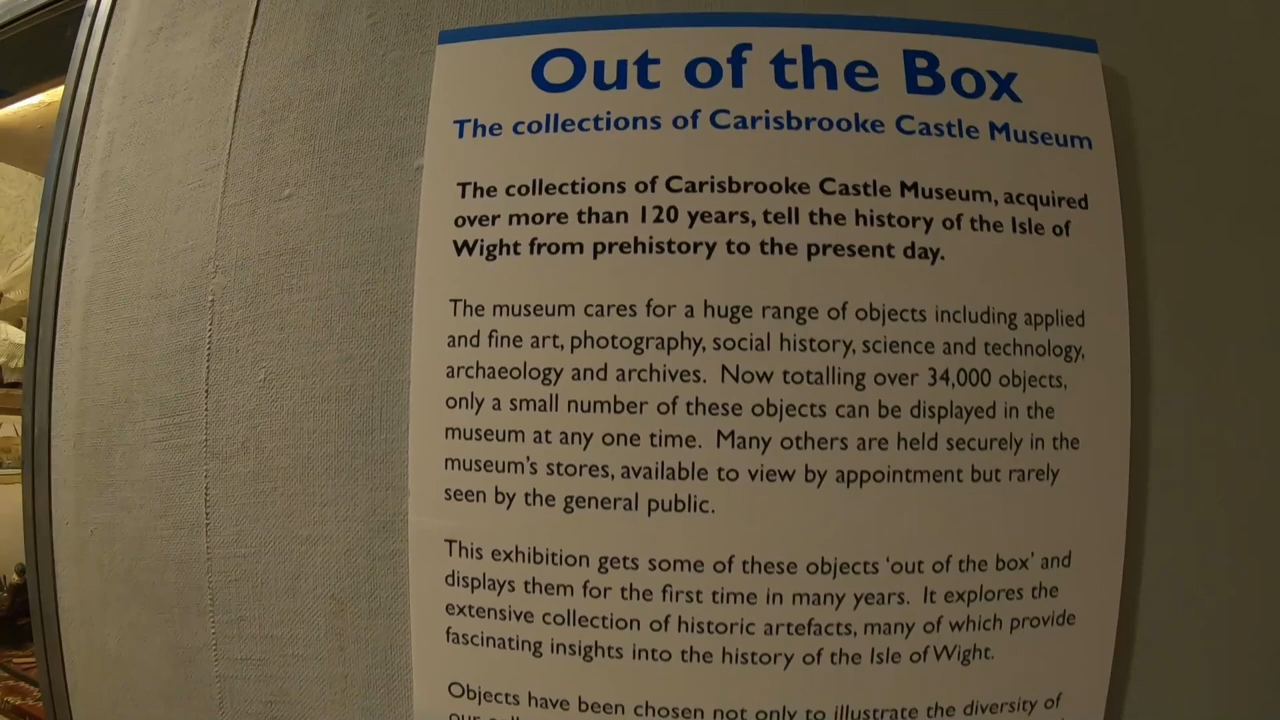 Out of the Box
The collections of Carisbrooke Castle Museum
The collections of Carisbrooke Castle Museum, acquired
over more than 120 years, tell the history of the Isle of
Wight from prehistory to the present day.
The museum cares for a huge range of objects including applied
and fine art, photography, social history, science and technology,
archaeology and archives. Now totalling over 34,000 objects,
only a small number of these objects can be displayed in the
museum at any one time. Many others are held securely in the
museum's stores, available to view by appointment but rarely
seen by the general public.
This exhibition gets some of these objects 'out of the box' and
displays them for the first time in many years. It explores the
extensive collection of historic artefacts, many of which provide
fascinating insights into the history of the Isle of Wight.
Objects have been chosen not only to illustrate the diversity of